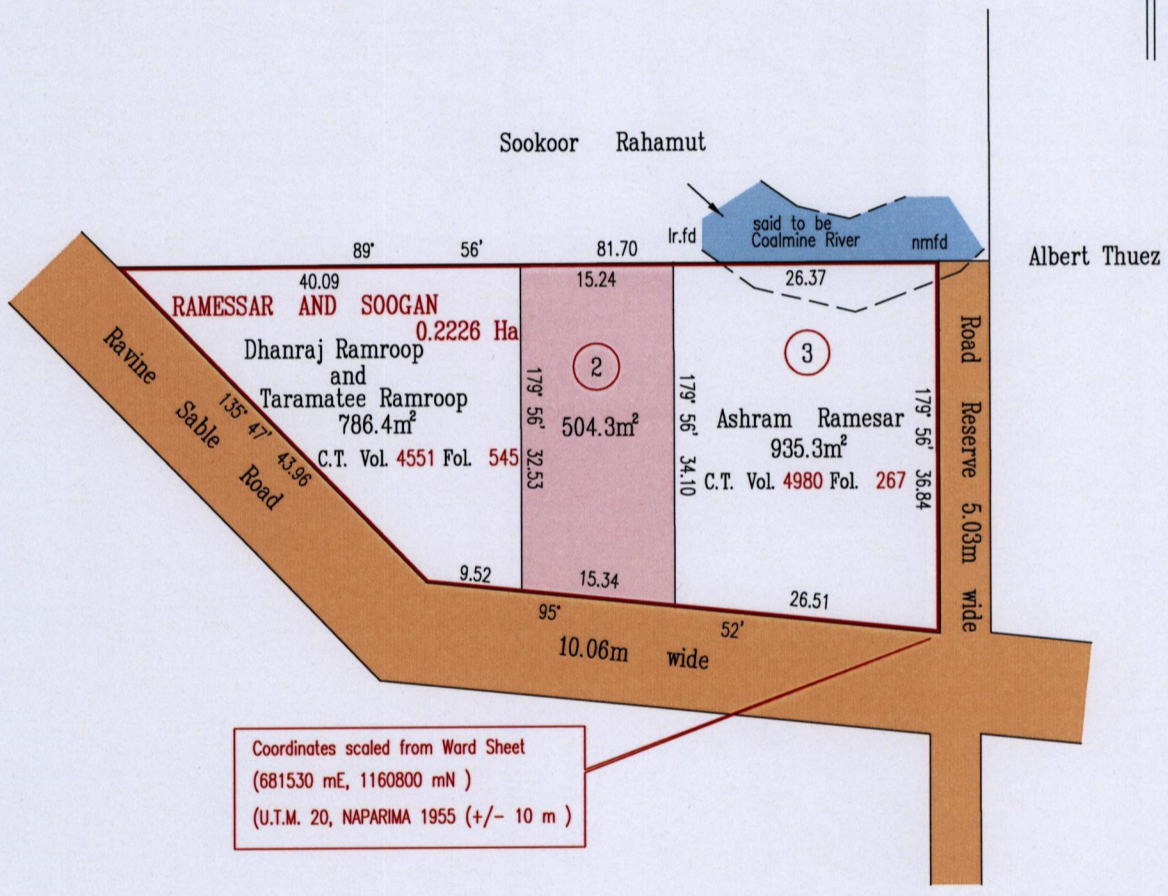 Sookoor Rahamut
said to be
Coalmine River
lr.fd
nmfd
Albert Thuez
89° 56' 81.70
40.09
15.24
26.37
RAMESSAR AND SOOGAN
0.2226 Ha
Dhanraj Ramroop
and
Taramatee Ramroop
786.4m²
C.T. Vol. 4551 Fol. 545
2
504.3m²
3
Ashram Ramesar
935.3m²
C.T. Vol. 4980 Fol. 267
179° 56' 32.53
179° 56' 34.10
179° 56' 36.84
Road Reserve 5.03m wide
Ravine Sable Road
135° 47' 43.96
9.52
15.34
26.51
95° 52'
10.06m wide
Coordinates scaled from Ward Sheet
(681530 mE, 1160800 mN )
(U.T.M. 20, NAPARIMA 1955 (+/- 10 m )